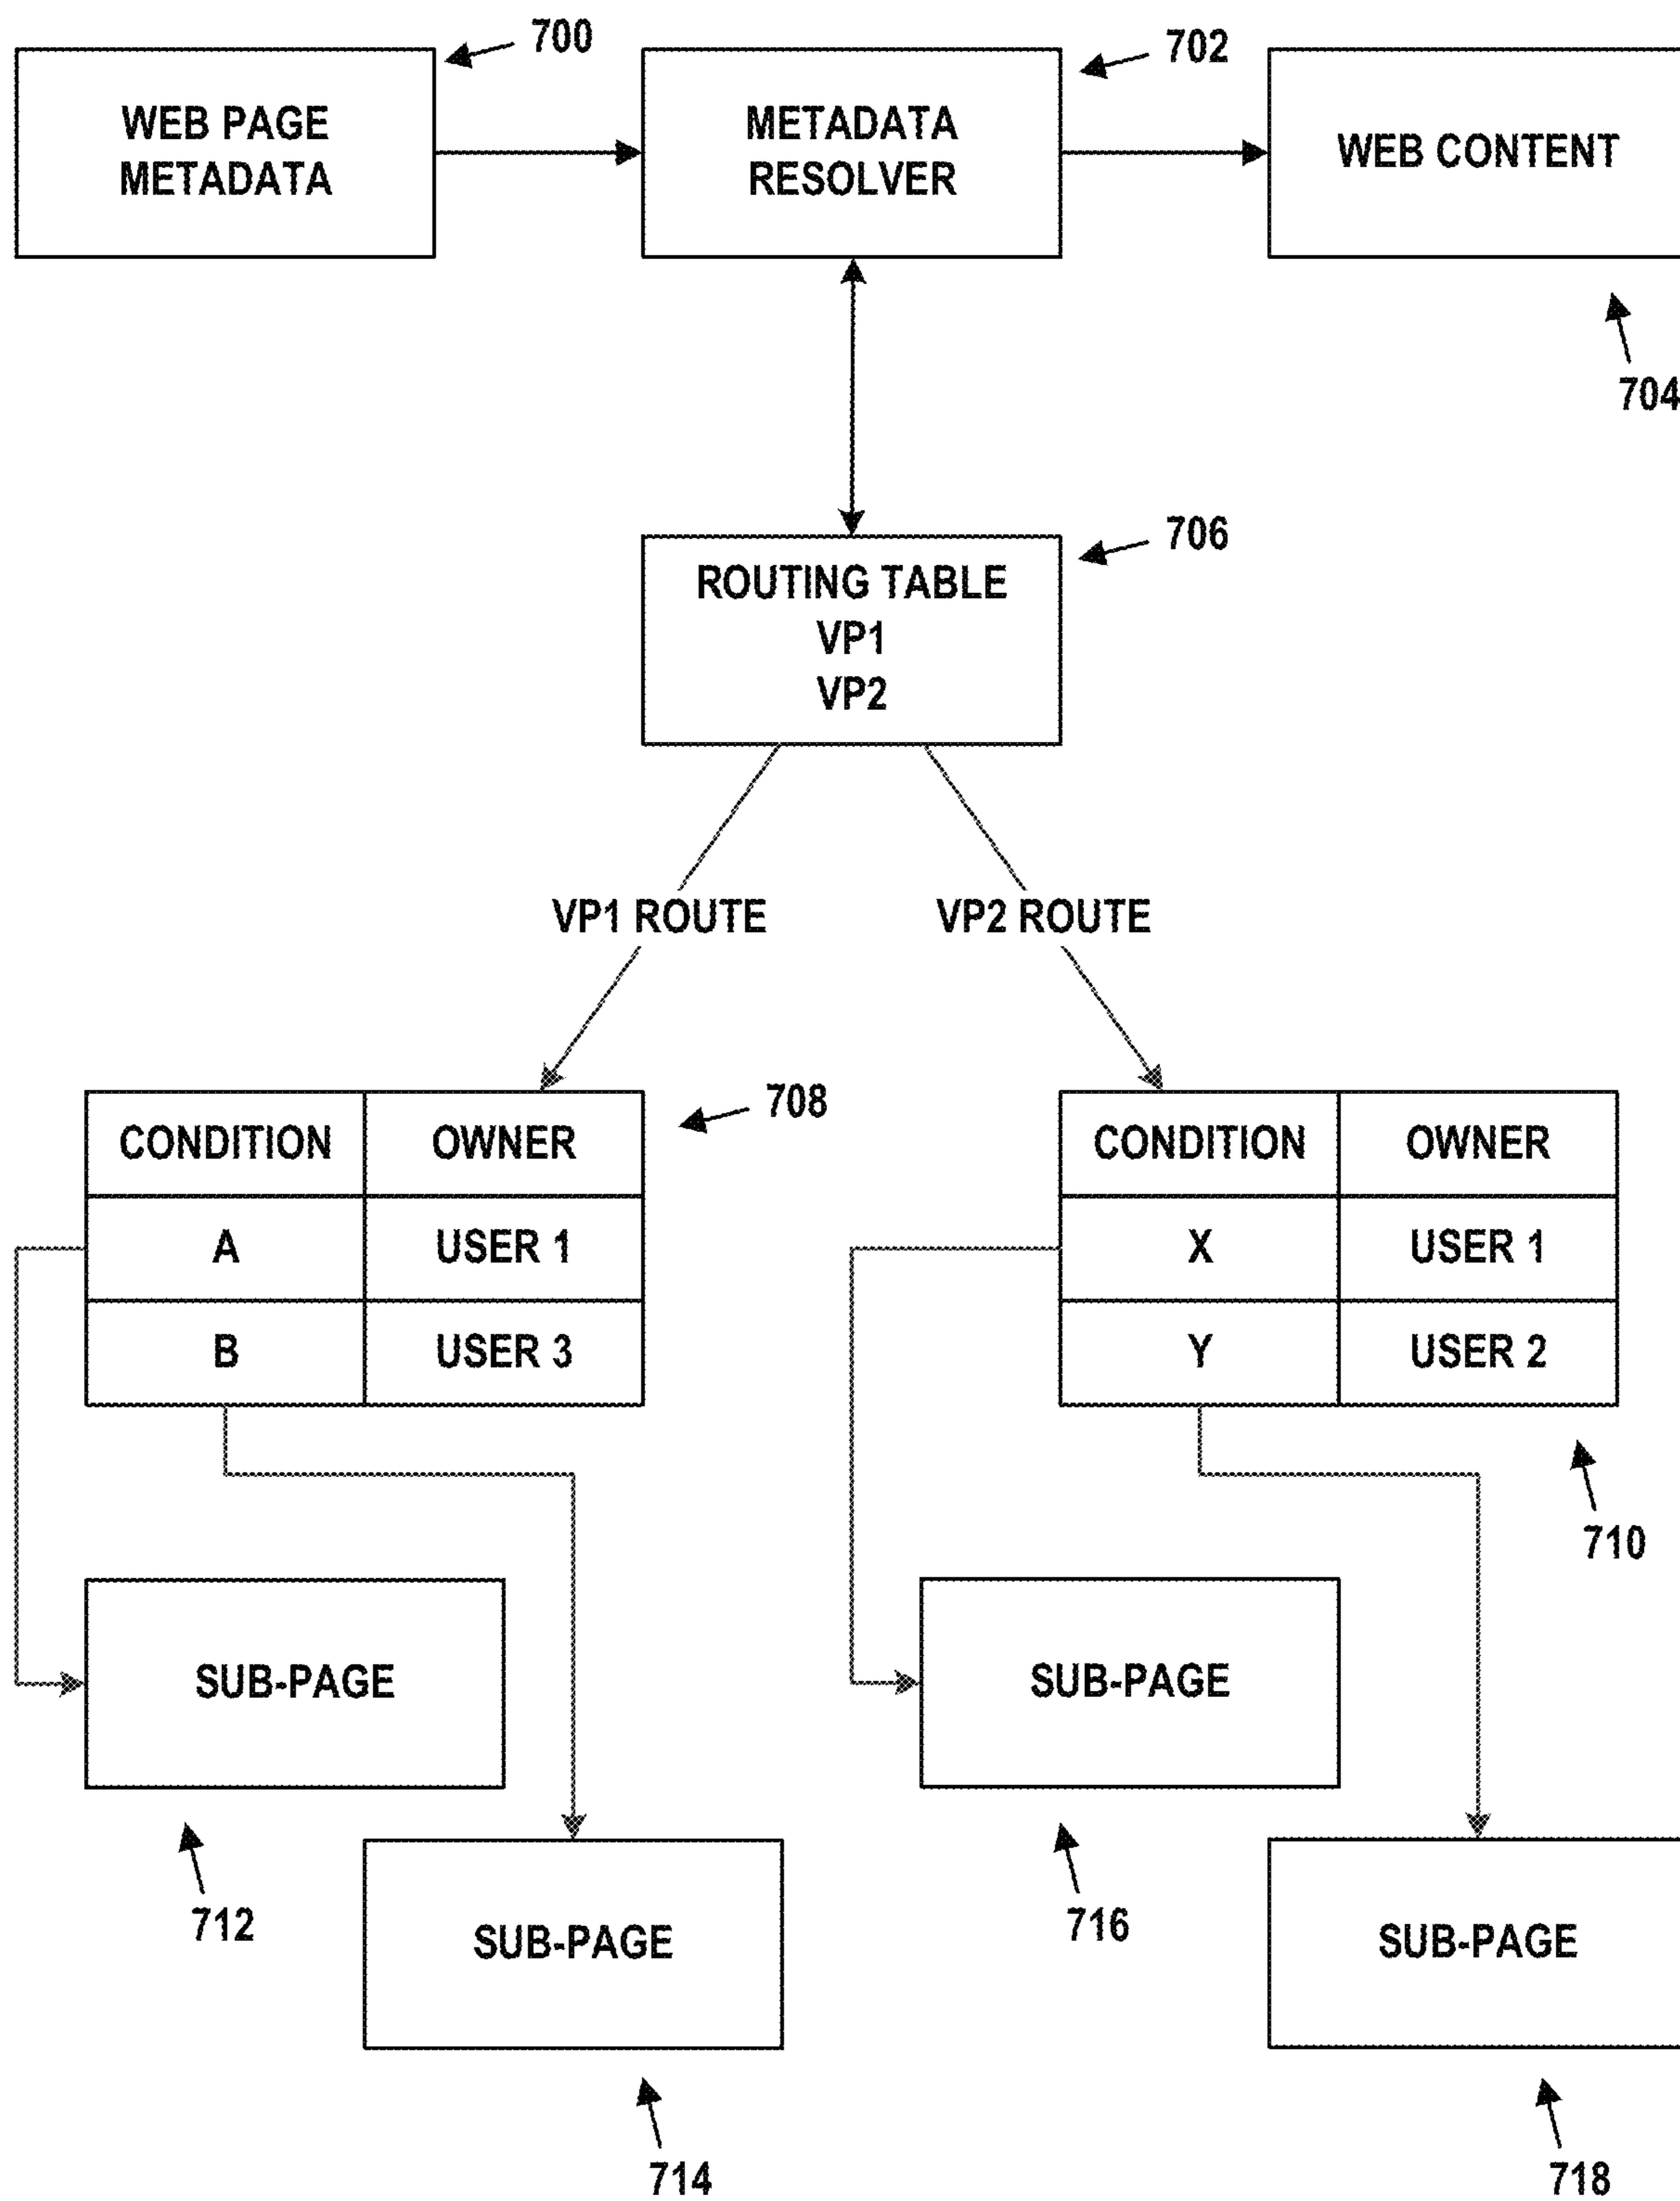 700
702
WEB PAGE
METADATA
METADATA
RESOLVER
WEB CONTENT
704
706
ROUTING TABLE
VP1
VP2
VP1 ROUTE
VP2 ROUTE
708
CONDITION
OWNER
A
USER 1
B
USER 3
CONDITION
OWNER
X
USER 1
Y
USER 2
710
SUB-PAGE
SUB-PAGE
712
716
SUB-PAGE
SUB-PAGE
714
718